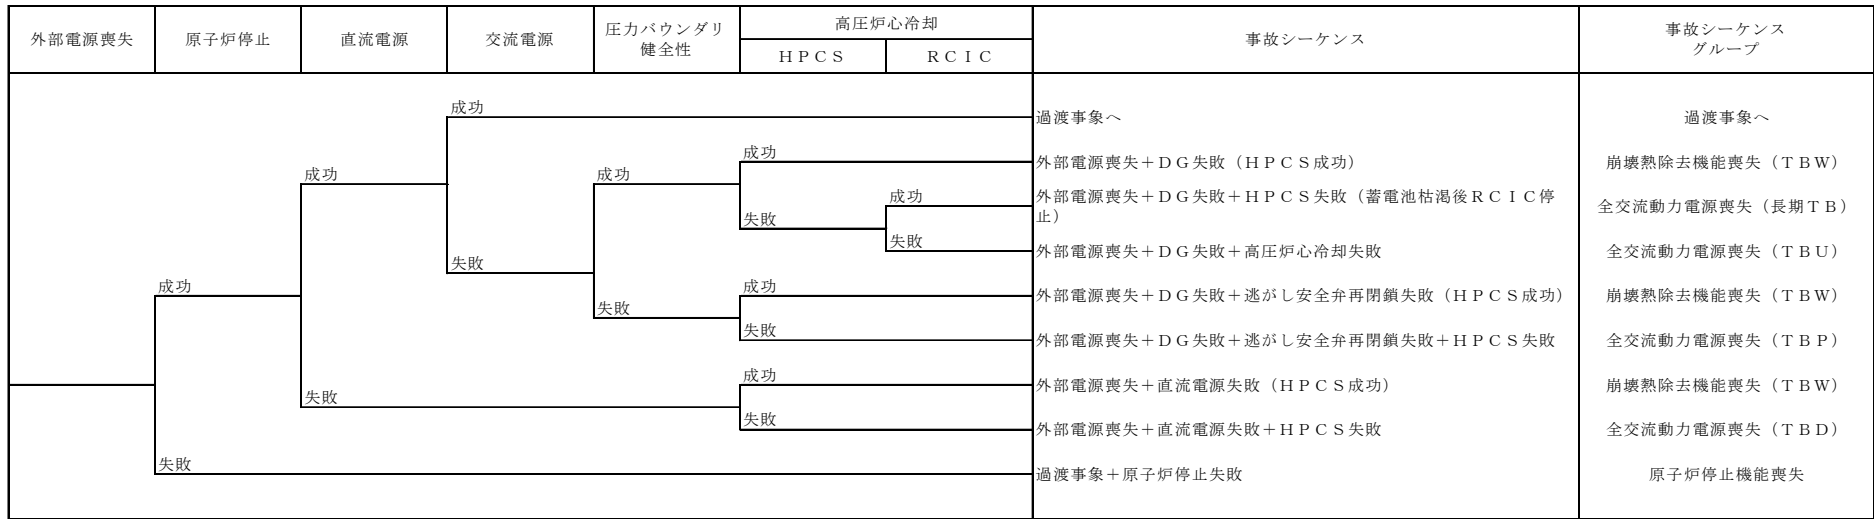 外部電源喪失
原子炉停止
直流電源
交流電源
圧力バウンダリ
健全性
高圧炉心冷却
ＨＰＣＳ
ＲＣＩＣ
事故シーケンス
事故シーケンス
グループ
成功
過渡事象へ
過渡事象へ
成功
外部電源喪失＋ＤＧ失敗（ＨＰＣＳ成功）
崩壊熱除去機能喪失（ＴＢＷ）
成功
成功
成功
外部電源喪失＋ＤＧ失敗＋ＨＰＣＳ失敗（蓄電池枯渇後ＲＣＩＣ停
止）
全交流動力電源喪失（長期ＴＢ）
失敗
失敗
外部電源喪失＋ＤＧ失敗＋高圧炉心冷却失敗
全交流動力電源喪失（ＴＢＵ）
失敗
成功
成功
外部電源喪失＋ＤＧ失敗＋逃がし安全弁再閉鎖失敗（ＨＰＣＳ成功）
崩壊熱除去機能喪失（ＴＢＷ）
失敗
失敗
外部電源喪失＋ＤＧ失敗＋逃がし安全弁再閉鎖失敗＋ＨＰＣＳ失敗
全交流動力電源喪失（ＴＢＰ）
成功
外部電源喪失＋直流電源失敗（ＨＰＣＳ成功）
崩壊熱除去機能喪失（ＴＢＷ）
失敗
失敗
外部電源喪失＋直流電源失敗＋ＨＰＣＳ失敗
全交流動力電源喪失（ＴＢＤ）
失敗
過渡事象＋原子炉停止失敗
原子炉停止機能喪失